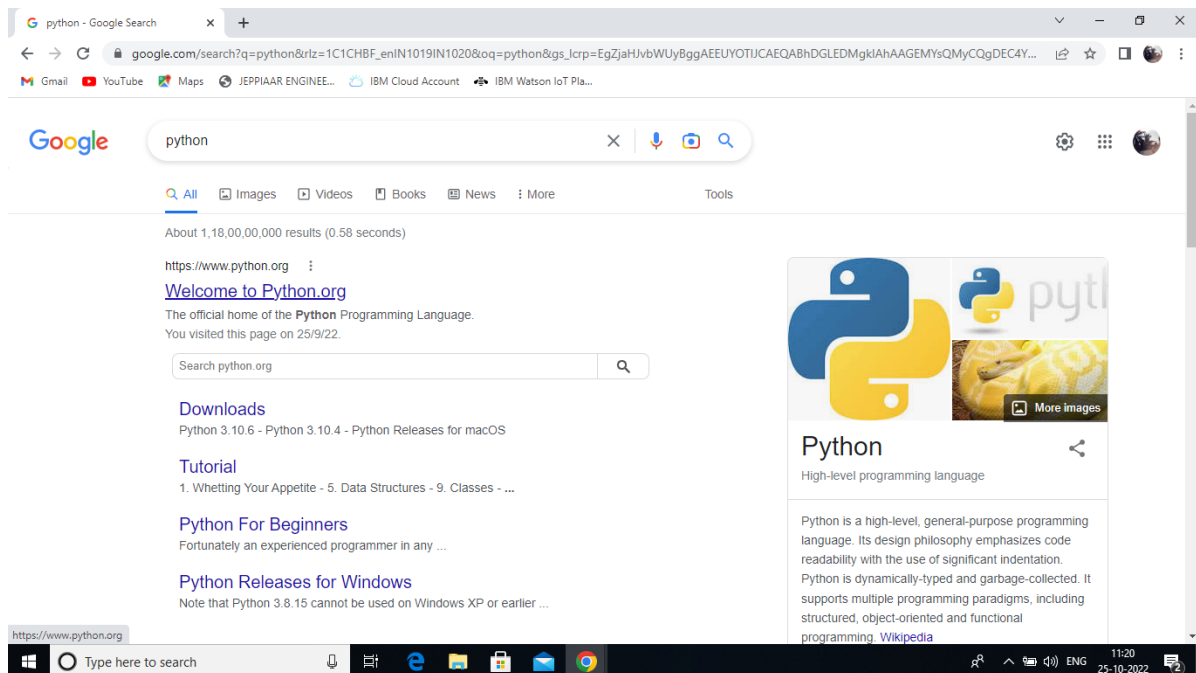 python - Google Search
google.com/search?q=python&rlz=1C1CHBF_enIN1019IN1020&oq=python&gs_lcrp=EgZjaHJvbWUyBggAEEUYOTIJCAEQABhDGLEDMgkIAhAAGEMYsQMyCQgDEC4Y...
Gmail YouTube Maps JEPPIAAR ENGINEE... IBM Cloud Account IBM Watson IoT Pla...
Google
python
All Images Videos Books News More Tools
About 1,18,00,00,000 results (0.58 seconds)
https://www.python.org
Welcome to Python.org
The official home of the Python Programming Language.
You visited this page on 25/9/22.
Search python.org
Downloads
Python 3.10.6 - Python 3.10.4 - Python Releases for macOS
Tutorial
1. Whetting Your Appetite - 5. Data Structures - 9. Classes - ...
Python For Beginners
Fortunately an experienced programmer in any ...
Python Releases for Windows
Note that Python 3.8.15 cannot be used on Windows XP or earlier ...
pyth
More images
Python
High-level programming language
Python is a high-level, general-purpose programming
language. Its design philosophy emphasizes code
readability with the use of significant indentation.
Python is dynamically-typed and garbage-collected. It
supports multiple programming paradigms, including
structured, object-oriented and functional
programming. Wikipedia
https://www.python.org
Type here to search
ENG
11:20
25-10-2022
2